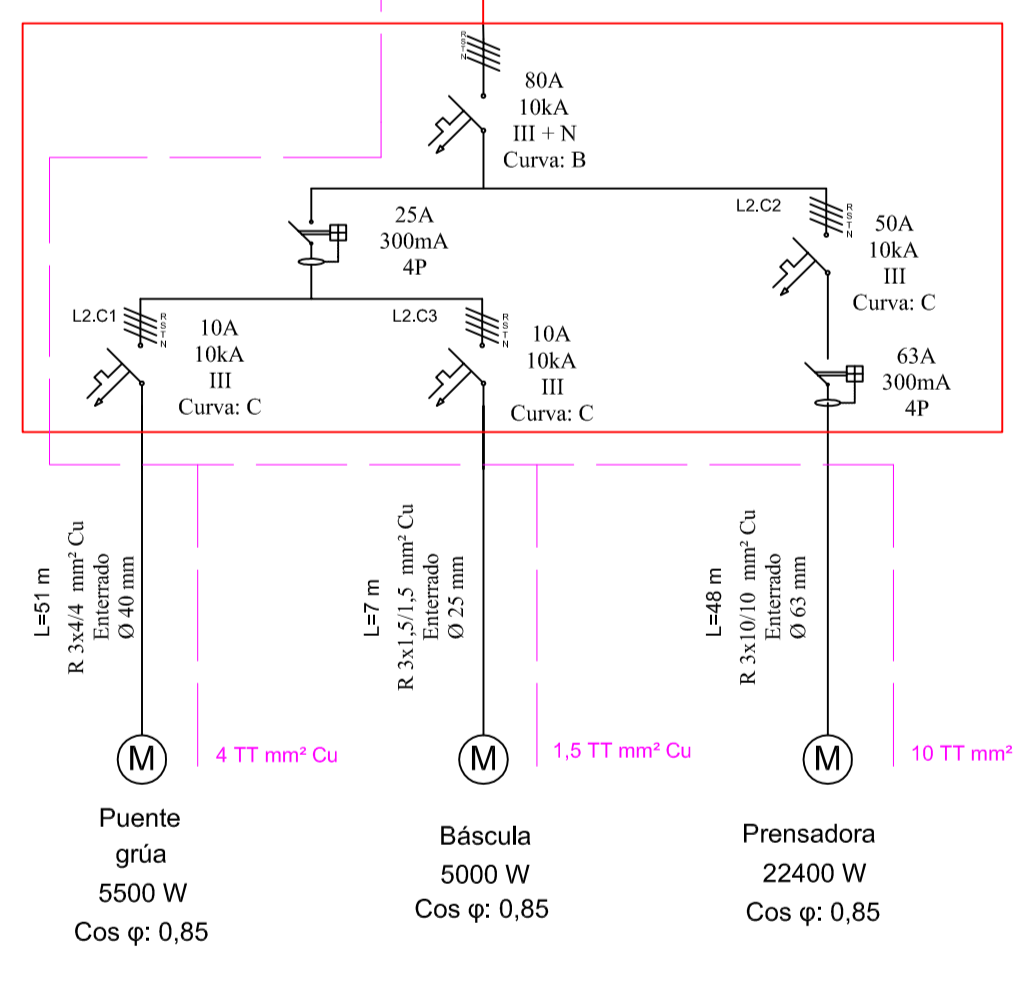 R S T N
80A
10kA
III + N
Curva: B
25A
300mA
4P
L2.C2
R S T N
50A
10kA
III
Curva: C
L2.C1
R S T N
10A
10kA
III
Curva: C
L2.C3
R S T N
10A
10kA
III
Curva: C
63A
300mA
4P
L=51 m
R 3x4/4 mm² Cu
Enterrado
Ø 40 mm
L=7 m
R 3x1,5/1,5 mm² Cu
Enterrado
Ø 25 mm
L=48 m
R 3x10/10 mm² Cu
Enterrado
Ø 63 mm
M
4 TT mm² Cu
M
1,5 TT mm² Cu
M
10 TT mm²
Puente
grúa
5500 W
Cos φ: 0,85
Báscula
5000 W
Cos φ: 0,85
Prensadora
22400 W
Cos φ: 0,85